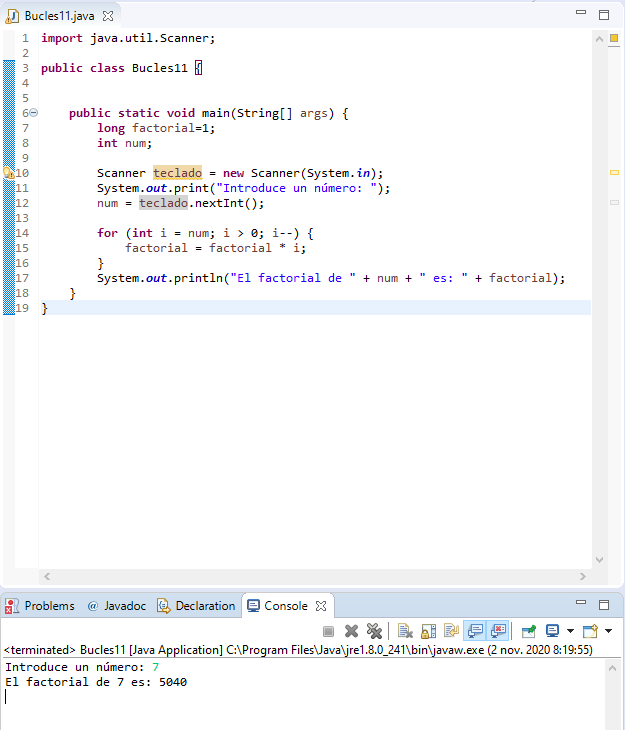 Bucles11.java
1 import java.util.Scanner;
2
3 public class Bucles11 {
4
5
6 public static void main(String[] args) {
7 long factorial=1;
8 int num;
9
10 Scanner teclado = new Scanner(System.in);
11 System.out.print("Introduce un número: ");
12 num = teclado.nextInt();
13
14 for (int i = num; i > 0; i--) {
15 factorial = factorial * i;
16 }
17 System.out.println("El factorial de " + num + " es: " + factorial);
18 }
19 }
Problems @ Javadoc Declaration Console
<terminated> Bucles11 [Java Application] C:\Program Files\Java\jre1.8.0_241\bin\javaw.exe (2 nov. 2020 8:19:55)
Introduce un número: 7
El factorial de 7 es: 5040